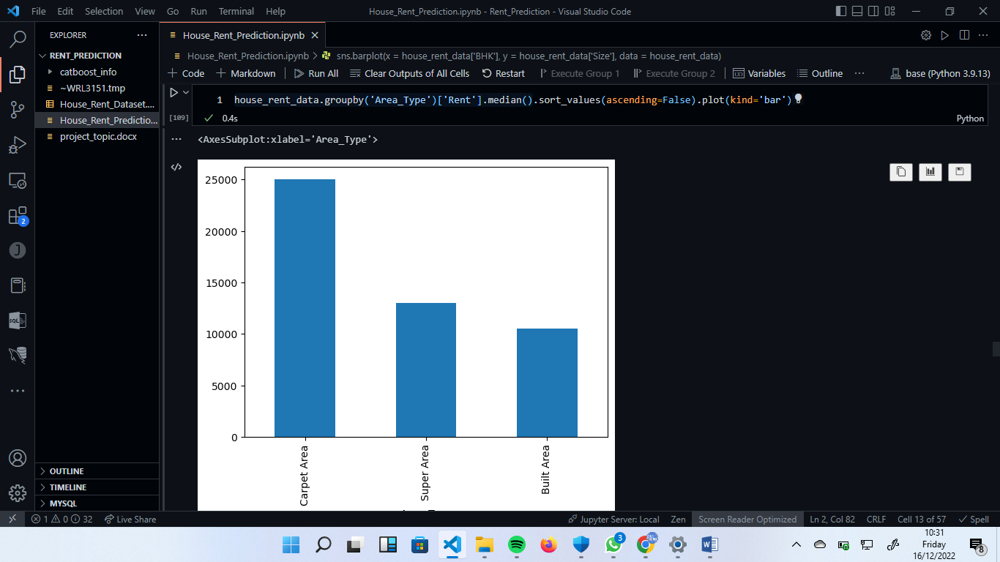 File Edit Selection View Go Run Terminal Help
House_Rent_Prediction.ipynb - Rent_Prediction - Visual Studio Code
EXPLORER
RENT_PREDICTION
catboost_info
~WRL3151.tmp
House_Rent_Dataset....
House_Rent_Predictio...
project_topic.docx
OUTLINE
TIMELINE
MYSQL
2
J
SQL
House_Rent_Prediction.ipynb
House_Rent_Prediction.ipynb > sns.barplot(x = house_rent_data['BHK'], y = house_rent_data['Size'], data = house_rent_data)
Code Markdown Run All Clear Outputs of All Cells Restart Execute Group 1 Execute Group 2 Variables Outline ... base (Python 3.9.13)
1 house_rent_data.groupby('Area_Type')['Rent'].median().sort_values(ascending=False).plot(kind='bar')
[109] 0.4s Python
<AxesSubplot:xlabel='Area_Type'>
25000
20000
15000
10000
5000
0
Carpet Area
Super Area
Built Area
1 0 32 Live Share Jupyter Server: Local Zen Screen Reader Optimized Ln 2, Col 82 CRLF Cell 13 of 57 Spell
3
10:31
Friday
16/12/2022
8